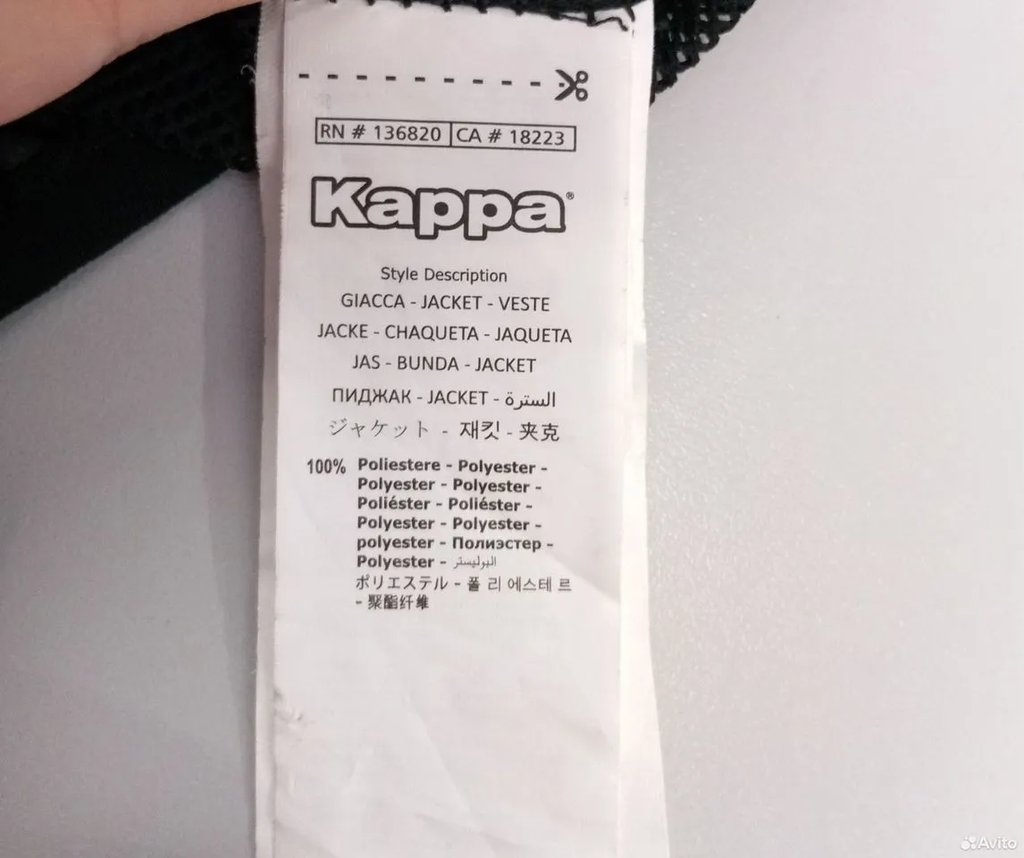 RN # 136820 CA # 18223
Kappa®
Style Description
GIACCA - JACKET - VESTE
JACKE - CHAQUETA - JAQUETA
JAS - BUNDA - JACKET
ПИДЖАК - JACKET - السترة
ジャケット - 재킷 - 夹克
100% Poliestere - Polyester -
Polyester - Polyester -
Poliéster - Poliéster -
Polyester - Polyester -
polyester - Полиэстер -
Polyester - البوليستر
ポリエステル - 폴 리 에스테 르
- 聚酯纤维
Avito